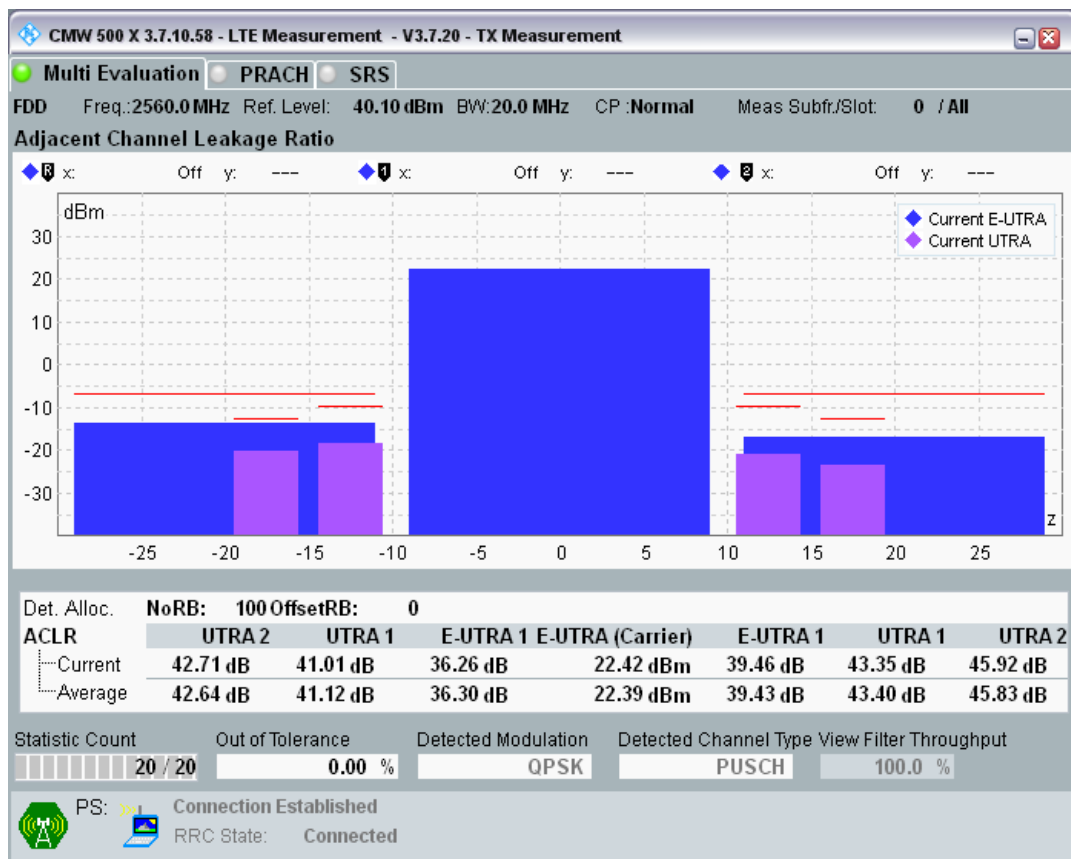 CMW 500 X 3.7.10.58 - LTE Measurement - V3.7.20 - TX Measurement
Multi Evaluation PRACH SRS
FDD Freq.:2560.0 MHz Ref. Level: 40.10 dBm BW:20.0 MHz CP :Normal Meas Subfr./Slot: 0 / All
Adjacent Channel Leakage Ratio
R x: Off y: --- 1 x: Off y: --- 2 x: Off y: ---
dBm
Current E-UTRA
Current UTRA
30
20
10
0
-10
-20
-30
z
-25 -20 -15 -10 -5 0 5 10 15 20 25
Det. Alloc. NoRB: 100 OffsetRB: 0
ACLR UTRA 2 UTRA 1 E-UTRA 1 E-UTRA (Carrier) E-UTRA 1 UTRA 1 UTRA 2
Current 42.71 dB 41.01 dB 36.26 dB 22.42 dBm 39.46 dB 43.35 dB 45.92 dB
Average 42.64 dB 41.12 dB 36.30 dB 22.39 dBm 39.43 dB 43.40 dB 45.83 dB
Statistic Count Out of Tolerance Detected Modulation Detected Channel Type View Filter Throughput
20 / 20 0.00 % QPSK PUSCH 100.0 %
PS: Connection Established
RRC State: Connected